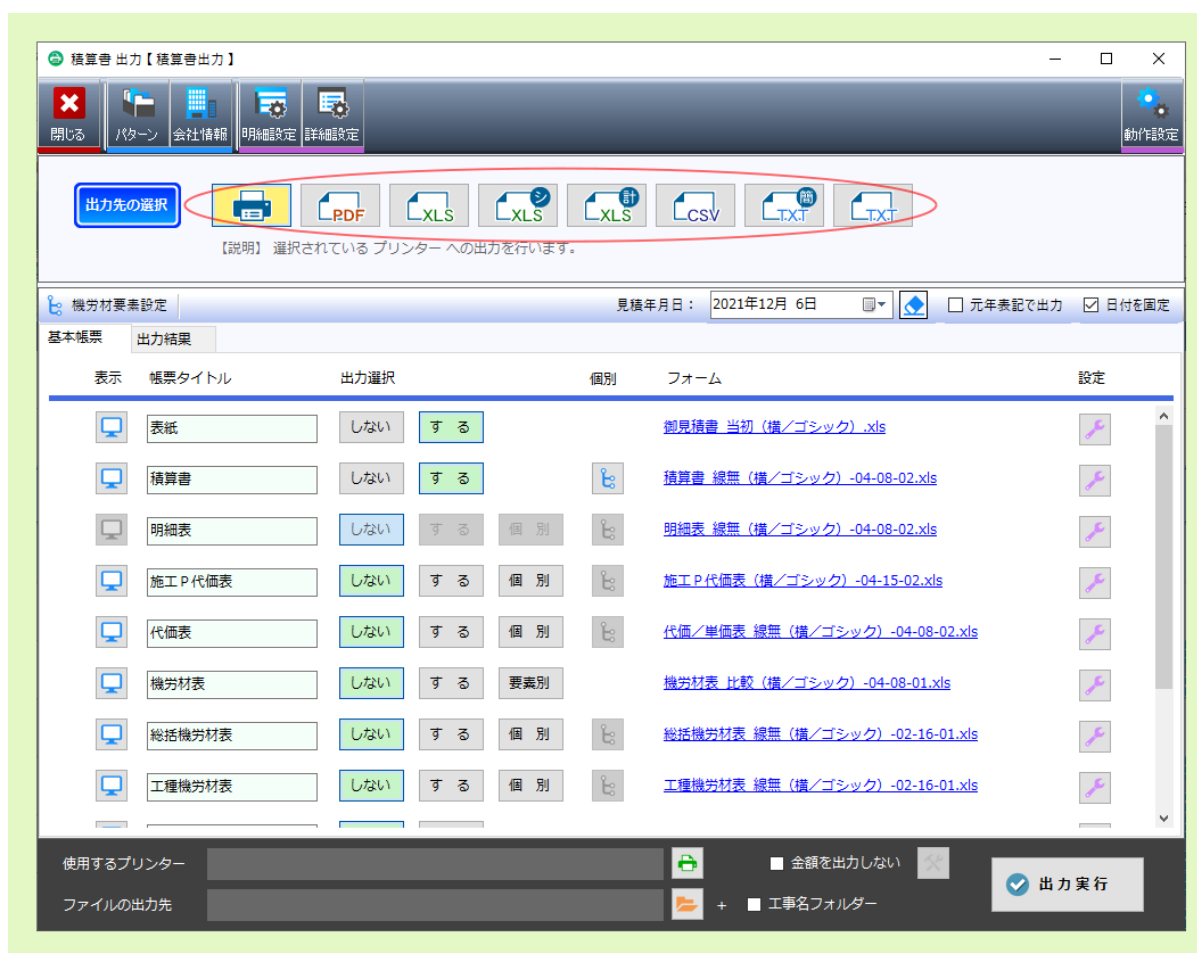 積算書 出力【 積算書出力 】
閉じる パターン 会社情報 明細設定 詳細設定 動作設定
出力先の選択 PDF XLS シ XLS 計 XLS CSV 簡 TXT TXT
【説明】 選択されている プリンター への出力を行います。
機労材要素設定 見積年月日： 2021年12月 6日 元年表記で出力 日付を固定
基本帳票 出力結果
表示 帳票タイトル 出力選択 個別 フォーム 設定
表紙 しない する 御見積書_当初（横／ゴシック）.xls
積算書 しない する 積算書_線無（横／ゴシック）-04-08-02.xls
明細表 しない する 個 別 明細表_線無（横／ゴシック）-04-08-02.xls
施工Ｐ代価表 しない する 個 別 施工Ｐ代価表（横／ゴシック）-04-15-02.xls
代価表 しない する 個 別 代価／単価表_線無（横／ゴシック）-04-08-02.xls
機労材表 しない する 要素別 機労材表_比較（横／ゴシック）-04-08-01.xls
総括機労材表 しない する 個 別 総括機労材表_線無（横／ゴシック）-02-16-01.xls
工種機労材表 しない する 個 別 工種機労材表_線無（横／ゴシック）-02-16-01.xls
使用するプリンター 金額を出力しない 出力実行
ファイルの出力先 + 工事名フォルダー